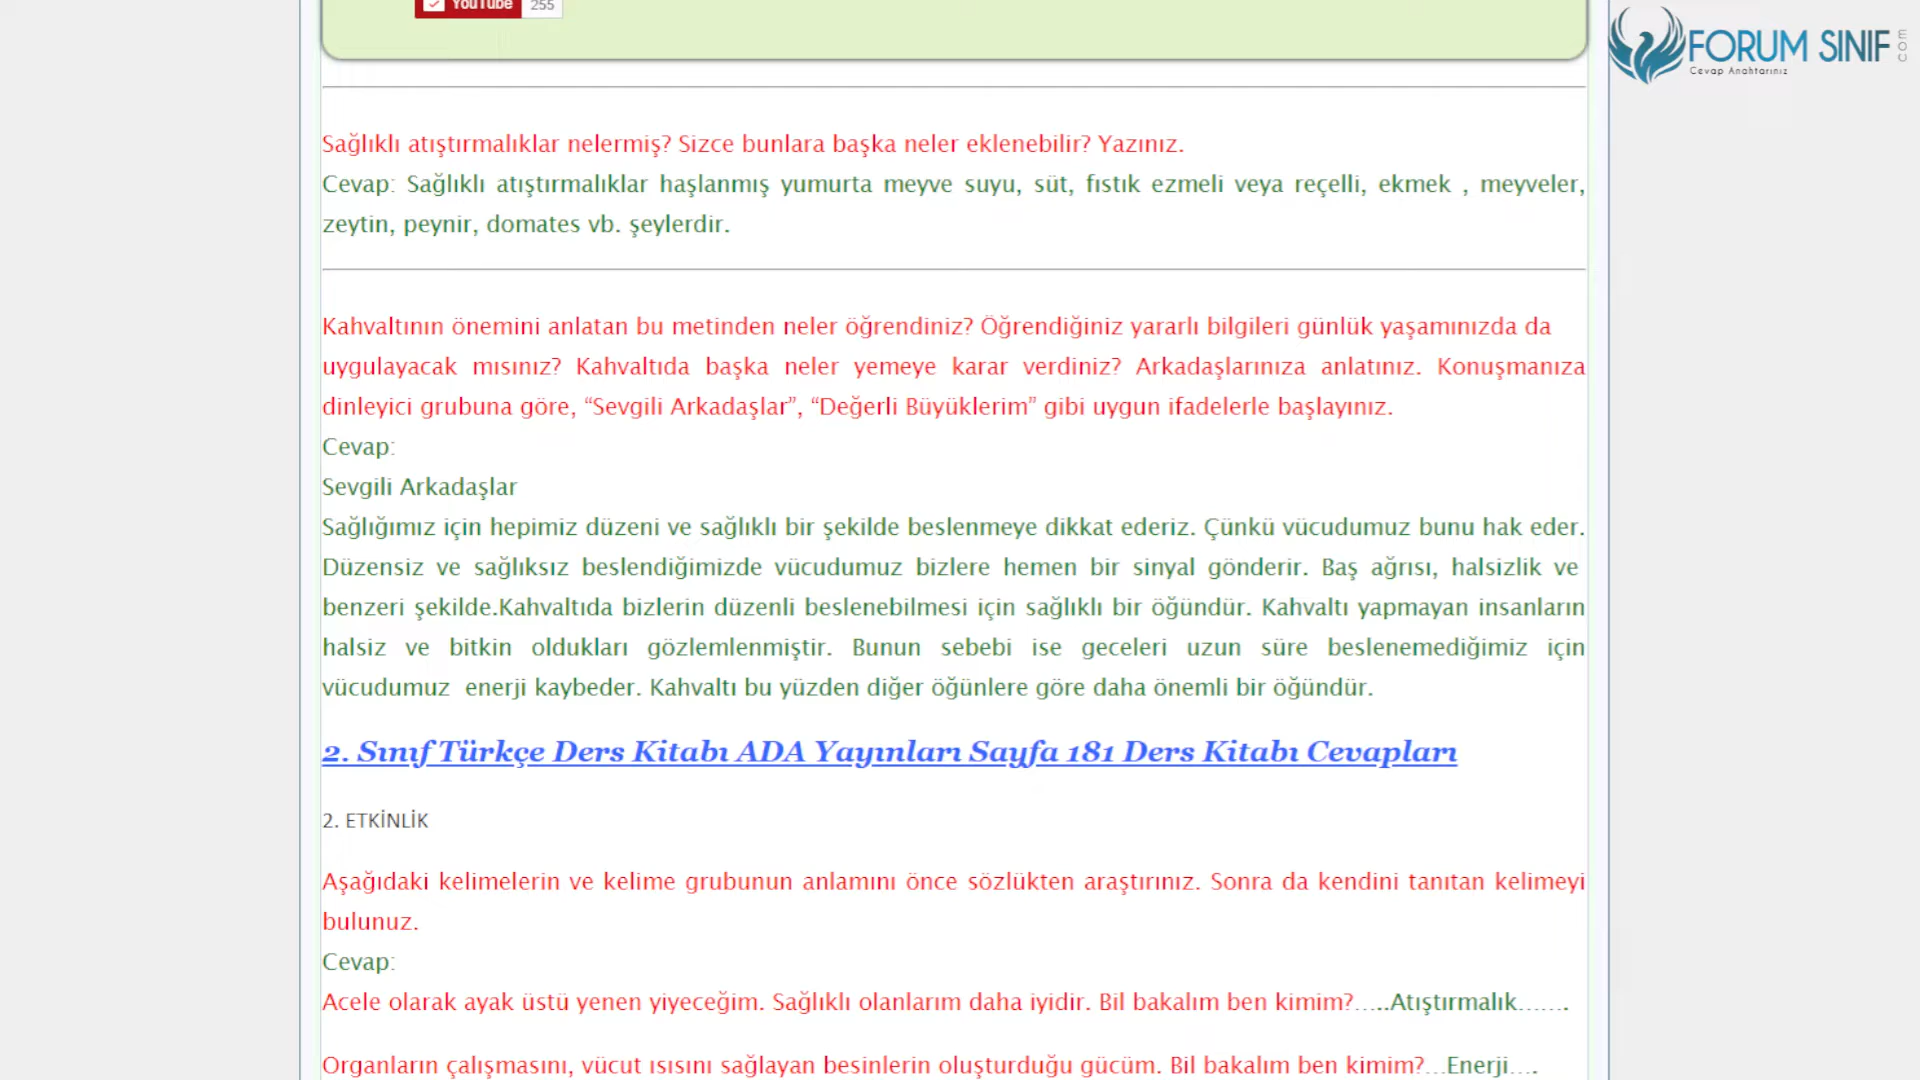 YouTube 255
FORUM SINIF com
Cevap Anahtarınız
Sağlıklı atıştırmalıklar nelermiş? Sizce bunlara başka neler eklenebilir? Yazınız.
Cevap: Sağlıklı atıştırmalıklar haşlanmış yumurta meyve suyu, süt, fıstık ezmeli veya reçelli, ekmek , meyveler,
zeytin, peynir, domates vb. şeylerdir.
Kahvaltının önemini anlatan bu metinden neler öğrendiniz? Öğrendiğiniz yararlı bilgileri günlük yaşamınızda da
uygulayacak mısınız? Kahvaltıda başka neler yemeye karar verdiniz? Arkadaşlarınıza anlatınız. Konuşmanıza
dinleyici grubuna göre, “Sevgili Arkadaşlar”, “Değerli Büyüklerim” gibi uygun ifadelerle başlayınız.
Cevap:
Sevgili Arkadaşlar
Sağlığımız için hepimiz düzeni ve sağlıklı bir şekilde beslenmeye dikkat ederiz. Çünkü vücudumuz bunu hak eder.
Düzensiz ve sağlıksız beslendiğimizde vücudumuz bizlere hemen bir sinyal gönderir. Baş ağrısı, halsizlik ve
benzeri şekilde.Kahvaltıda bizlerin düzenli beslenebilmesi için sağlıklı bir öğündür. Kahvaltı yapmayan insanların
halsiz ve bitkin oldukları gözlemlenmiştir. Bunun sebebi ise geceleri uzun süre beslenemediğimiz için
vücudumuz enerji kaybeder. Kahvaltı bu yüzden diğer öğünlere göre daha önemli bir öğündür.
2. Sınıf Türkçe Ders Kitabı ADA Yayınları Sayfa 181 Ders Kitabı Cevapları
2. ETKİNLİK
Aşağıdaki kelimelerin ve kelime grubunun anlamını önce sözlükten araştırınız. Sonra da kendini tanıtan kelimeyi
bulunuz.
Cevap:
Acele olarak ayak üstü yenen yiyeceğim. Sağlıklı olanlarım daha iyidir. Bil bakalım ben kimim?…..Atıştırmalık…….
Organların çalışmasını, vücut ısısını sağlayan besinlerin oluşturduğu gücüm. Bil bakalım ben kimim?…Enerji….